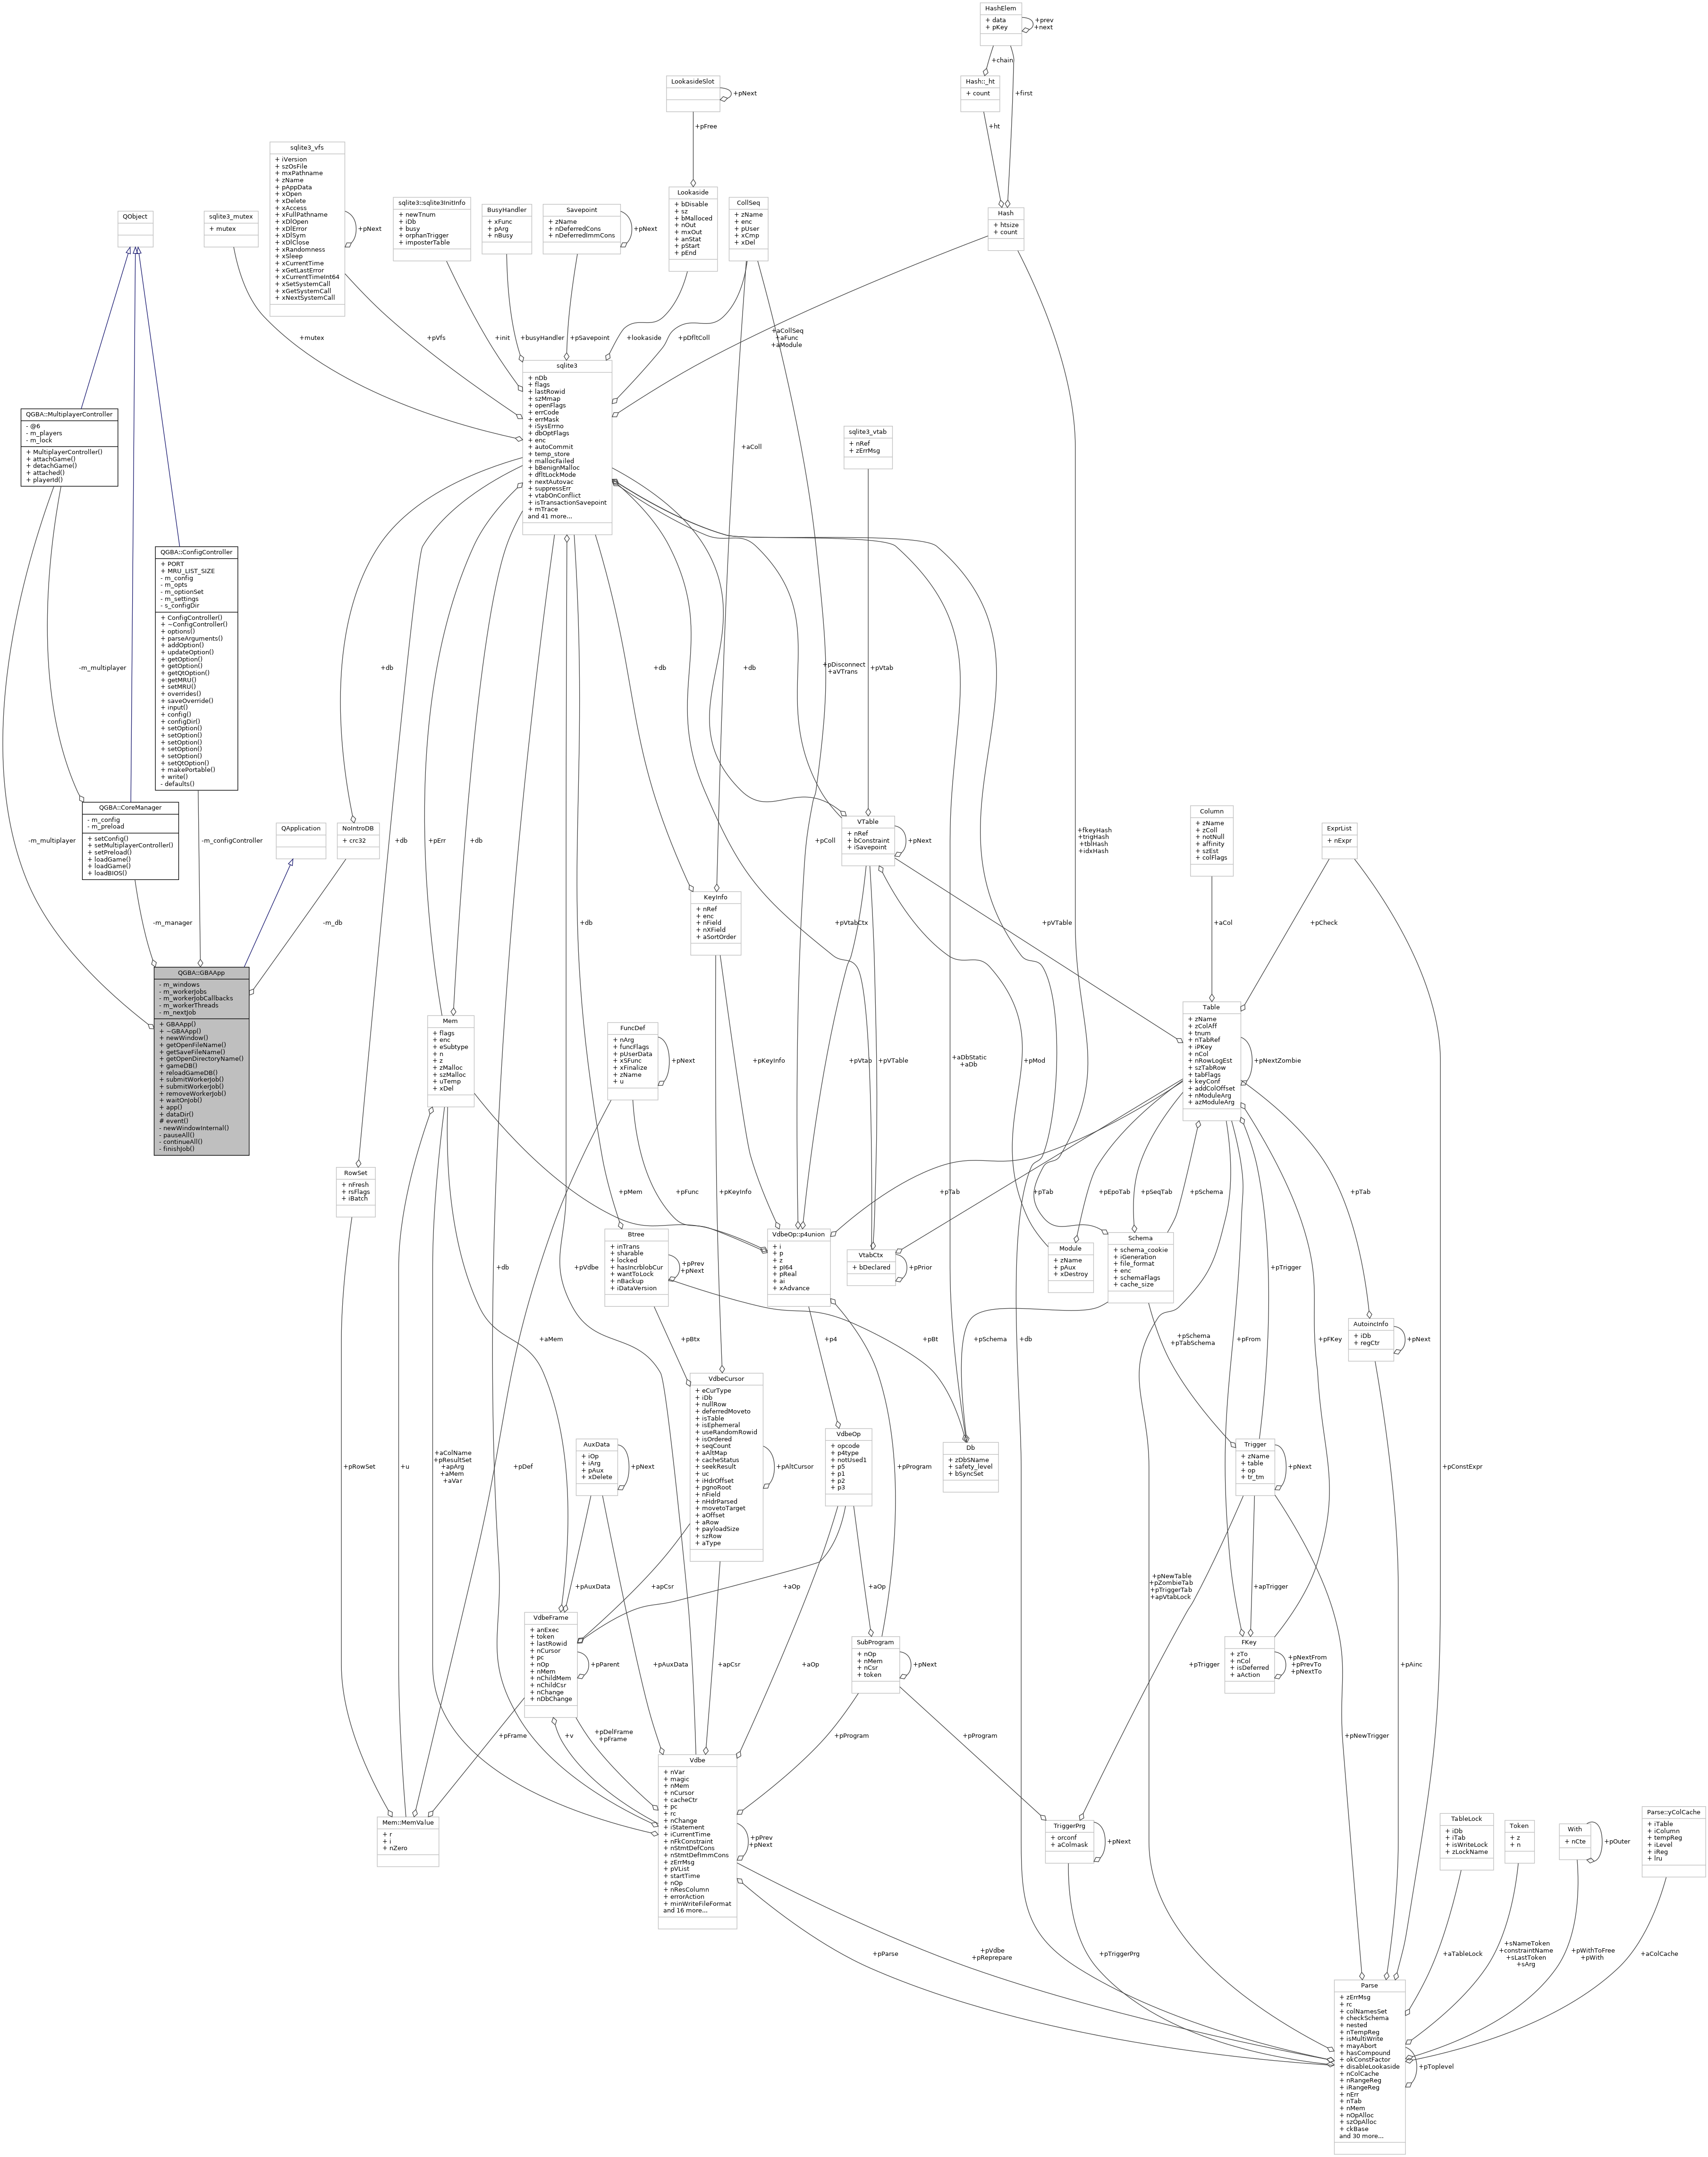 HashElem
+ data
+ pKey
+prev
+next
+chain
LookasideSlot
+pNext
Hash::_ht
+ count
+first
+pFree
+ht
sqlite3_vfs
+ iVersion
+ szOsFile
+ mxPathname
+ zName
+ pAppData
+ xOpen
+ xDelete
+ xAccess
+ xFullPathname
+ xDlOpen
+ xDlError
+ xDlSym
+ xDlClose
+ xRandomness
+ xSleep
+ xCurrentTime
+ xGetLastError
+ xCurrentTimeInt64
+ xSetSystemCall
+ xGetSystemCall
+ xNextSystemCall
+pNext
QObject
sqlite3_mutex
+ mutex
sqlite3::sqlite3InitInfo
+ newTnum
+ iDb
+ busy
+ orphanTrigger
+ imposterTable
BusyHandler
+ xFunc
+ pArg
+ nBusy
Savepoint
+ zName
+ nDeferredCons
+ nDeferredImmCons
+pNext
Lookaside
+ bDisable
+ sz
+ bMalloced
+ nOut
+ mxOut
+ anStat
+ pStart
+ pEnd
CollSeq
+ zName
+ enc
+ pUser
+ xCmp
+ xDel
Hash
+ htsize
+ count
+mutex
+pVfs
+init
+busyHandler
+pSavepoint
+lookaside
+pDfltColl
+aCollSeq
+aFunc
+aModule
sqlite3
+ nDb
+ flags
+ lastRowid
+ szMmap
+ openFlags
+ errCode
+ errMask
+ iSysErrno
+ dbOptFlags
+ enc
+ autoCommit
+ temp_store
+ mallocFailed
+ bBenignMalloc
+ dfltLockMode
+ nextAutovac
+ suppressErr
+ vtabOnConflict
+ isTransactionSavepoint
+ mTrace
and 41 more...
QGBA::MultiplayerController
- @6
- m_players
- m_lock
+ MultiplayerController()
+ attachGame()
+ detachGame()
+ attached()
+ playerId()
sqlite3_vtab
+ nRef
+ zErrMsg
+aColl
QGBA::ConfigController
+ PORT
+ MRU_LIST_SIZE
- m_config
- m_opts
- m_optionSet
- m_settings
- s_configDir
+ ConfigController()
+ ~ConfigController()
+ options()
+ parseArguments()
+ addOption()
+ updateOption()
+ getOption()
+ getOption()
+ getQtOption()
+ getMRU()
+ setMRU()
+ overrides()
+ saveOverride()
+ input()
+ config()
+ configDir()
+ setOption()
+ setOption()
+ setOption()
+ setOption()
+ setOption()
+ setQtOption()
+ makePortable()
+ write()
- defaults()
-m_multiplayer
+db
+db
+db
+pDisconnect
+aVTrans
+pVtab
QGBA::CoreManager
- m_config
- m_preload
+ setConfig()
+ setMultiplayerController()
+ setPreload()
+ loadGame()
+ loadGame()
+ loadBIOS()
-m_multiplayer
-m_configController
QApplication
NoIntroDB
+ crc32
+db
+pErr
+db
+pColl
VTable
+ nRef
+ bConstraint
+ iSavepoint
+pNext
+fkeyHash
+trigHash
+tblHash
+idxHash
Column
+ zName
+ zColl
+ notNull
+ affinity
+ szEst
+ colFlags
ExprList
+ nExpr
-m_manager
-m_db
+db
KeyInfo
+ nRef
+ enc
+ nField
+ nXField
+ aSortOrder
+pVtabCtx
+pVTable
+aCol
+pCheck
QGBA::GBAApp
- m_windows
- m_workerJobs
- m_workerJobCallbacks
- m_workerThreads
- m_nextJob
+ GBAApp()
+ ~GBAApp()
+ newWindow()
+ getOpenFileName()
+ getSaveFileName()
+ getOpenDirectoryName()
+ gameDB()
+ reloadGameDB()
+ submitWorkerJob()
+ submitWorkerJob()
+ removeWorkerJob()
+ waitOnJob()
+ app()
+ dataDir()
# event()
- newWindowInternal()
- pauseAll()
- continueAll()
- finishJob()
Mem
+ flags
+ enc
+ eSubtype
+ n
+ z
+ zMalloc
+ szMalloc
+ uTemp
+ xDel
FuncDef
+ nArg
+ funcFlags
+ pUserData
+ xSFunc
+ xFinalize
+ zName
+ u
+pNext
+pKeyInfo
+pVtab
+pVTable
+aDbStatic
+aDb
+pMod
Table
+ zName
+ zColAff
+ tnum
+ nTabRef
+ iPKey
+ nCol
+ nRowLogEst
+ szTabRow
+ tabFlags
+ keyConf
+ addColOffset
+ nModuleArg
+ azModuleArg
+pNextZombie
RowSet
+ nFresh
+ rsFlags
+ iBatch
+pMem
+pFunc
+pKeyInfo
+pTab
+pTab
+pEpoTab
+pSeqTab
+pSchema
+pTab
Btree
+ inTrans
+ sharable
+ locked
+ hasIncrblobCur
+ wantToLock
+ nBackup
+ iDataVersion
+pPrev
+pNext
VdbeOp::p4union
+ i
+ p
+ z
+ pI64
+ pReal
+ ai
+ xAdvance
VtabCtx
+ bDeclared
+pPrior
Module
+ zName
+ pAux
+ xDestroy
Schema
+ schema_cookie
+ iGeneration
+ file_format
+ enc
+ schemaFlags
+ cache_size
+db
+pVdbe
+pTrigger
+aMem
+pBtx
+p4
+pBt
+pSchema
+db
+pSchema
+pTabSchema
+pFrom
+pFKey
AutoincInfo
+ iDb
+ regCtr
+pNext
VdbeCursor
+ eCurType
+ iDb
+ nullRow
+ deferredMoveto
+ isTable
+ isEphemeral
+ useRandomRowid
+ isOrdered
+ seqCount
+ aAltMap
+ cacheStatus
+ seekResult
+ uc
+ iHdrOffset
+ pgnoRoot
+ nField
+ nHdrParsed
+ movetoTarget
+ aOffset
+ aRow
+ payloadSize
+ szRow
+ aType
+pAltCursor
+pRowSet
+u
+aColName
+pResultSet
+apArg
+aMem
+aVar
+pDef
AuxData
+ iOp
+ iArg
+ pAux
+ xDelete
+pNext
VdbeOp
+ opcode
+ p4type
+ notUsed1
+ p5
+ p1
+ p2
+ p3
+pProgram
Db
+ zDbSName
+ safety_level
+ bSyncSet
Trigger
+ zName
+ table
+ op
+ tr_tm
+pNext
+pConstExpr
+pAuxData
+apCsr
+aOp
+aOp
+pNewTable
+pZombieTab
+pTriggerTab
+apVtabLock
+apTrigger
VdbeFrame
+ anExec
+ token
+ lastRowid
+ nCursor
+ pc
+ nOp
+ nMem
+ nChildMem
+ nChildCsr
+ nChange
+ nDbChange
+pParent
+pAuxData
+apCsr
+aOp
SubProgram
+ nOp
+ nMem
+ nCsr
+ token
+pNext
+pTrigger
FKey
+ zTo
+ nCol
+ isDeferred
+ aAction
+pNextFrom
+pPrevTo
+pNextTo
+pAinc
+pFrame
+v
+pDelFrame
+pFrame
+pProgram
+pProgram
+pNewTrigger
Vdbe
+ nVar
+ magic
+ nMem
+ nCursor
+ cacheCtr
+ pc
+ rc
+ nChange
+ iStatement
+ iCurrentTime
+ nFkConstraint
+ nStmtDefCons
+ nStmtDefImmCons
+ zErrMsg
+ pVList
+ startTime
+ nOp
+ nResColumn
+ errorAction
+ minWriteFileFormat
and 16 more...
+pPrev
+pNext
Mem::MemValue
+ r
+ i
+ nZero
TriggerPrg
+ orconf
+ aColmask
+pNext
TableLock
+ iDb
+ iTab
+ isWriteLock
+ zLockName
Token
+ z
+ n
With
+ nCte
+pOuter
Parse::yColCache
+ iTable
+ iColumn
+ tempReg
+ iLevel
+ iReg
+ lru
+pParse
+pVdbe
+pReprepare
+pTriggerPrg
+aTableLock
+sNameToken
+constraintName
+sLastToken
+sArg
+pWithToFree
+pWith
+aColCache
Parse
+ zErrMsg
+ rc
+ colNamesSet
+ checkSchema
+ nested
+ nTempReg
+ isMultiWrite
+ mayAbort
+ hasCompound
+ okConstFactor
+ disableLookaside
+ nColCache
+ nRangeReg
+ iRangeReg
+ nErr
+ nTab
+ nMem
+ nOpAlloc
+ szOpAlloc
+ ckBase
and 30 more...
+pToplevel